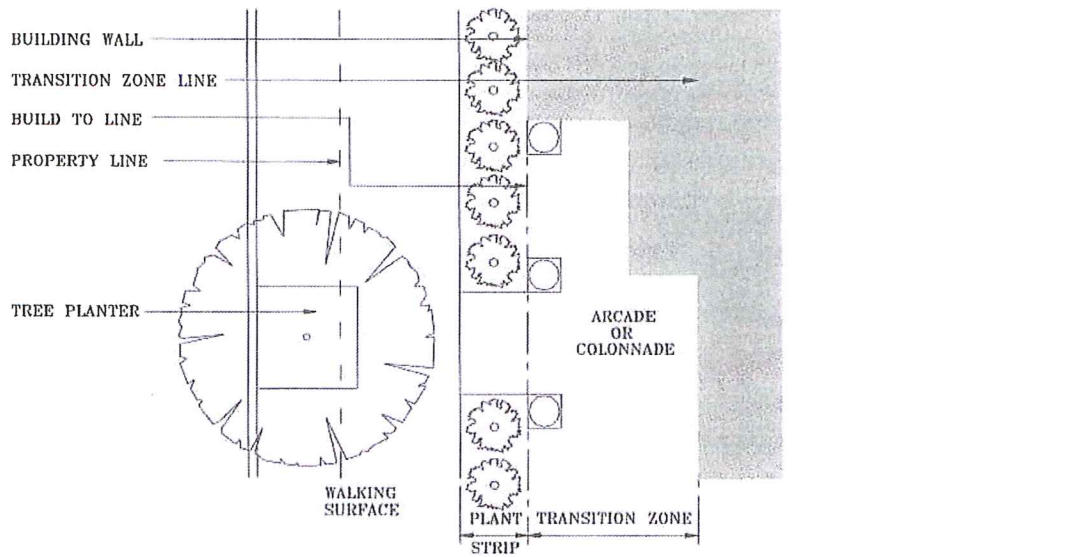 BUILDING WALL
TRANSITION ZONE LINE
BUILD TO LINE
PROPERTY LINE
TREE PLANTER
ARCADE
OR
COLONNADE
WALKING
SURFACE
PLANT
STRIP
TRANSITION ZONE